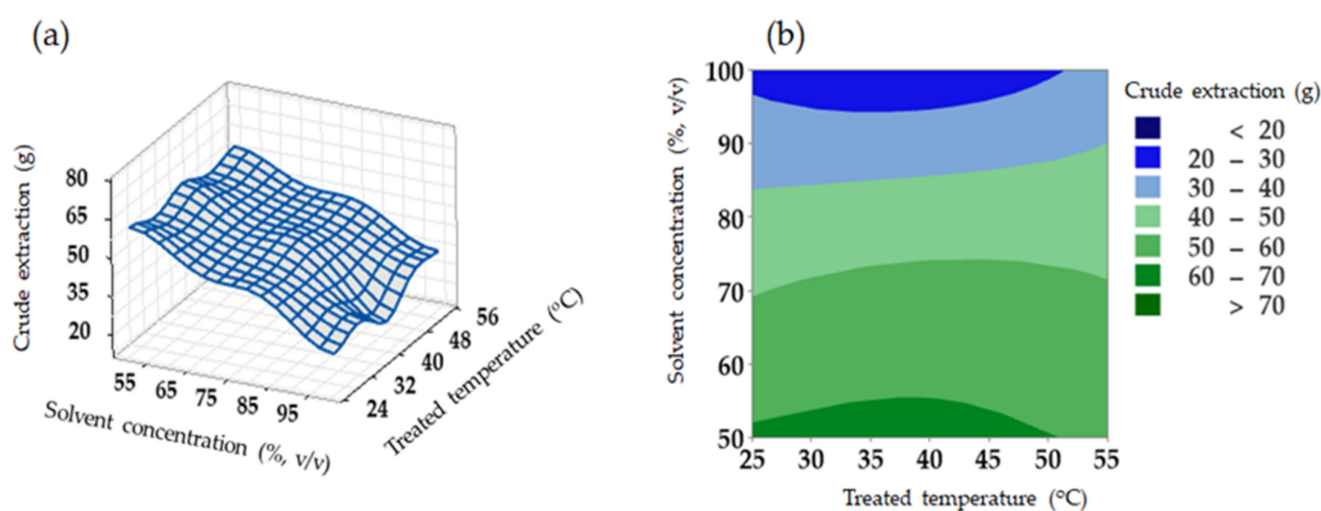 (a)
Crude extraction (g)
80
65
50
35
20
55 65 75 85 95
Solvent concentration (%, v/v)
24 32 40 48 56
Treated temperature (°C)
(b)
Solvent concentration (%, v/v)
100
90
80
70
60
50
25 30 35 40 45 50 55
Treated temperature (°C)
Crude extraction (g)
< 20
20 – 30
30 – 40
40 – 50
50 – 60
60 – 70
> 70